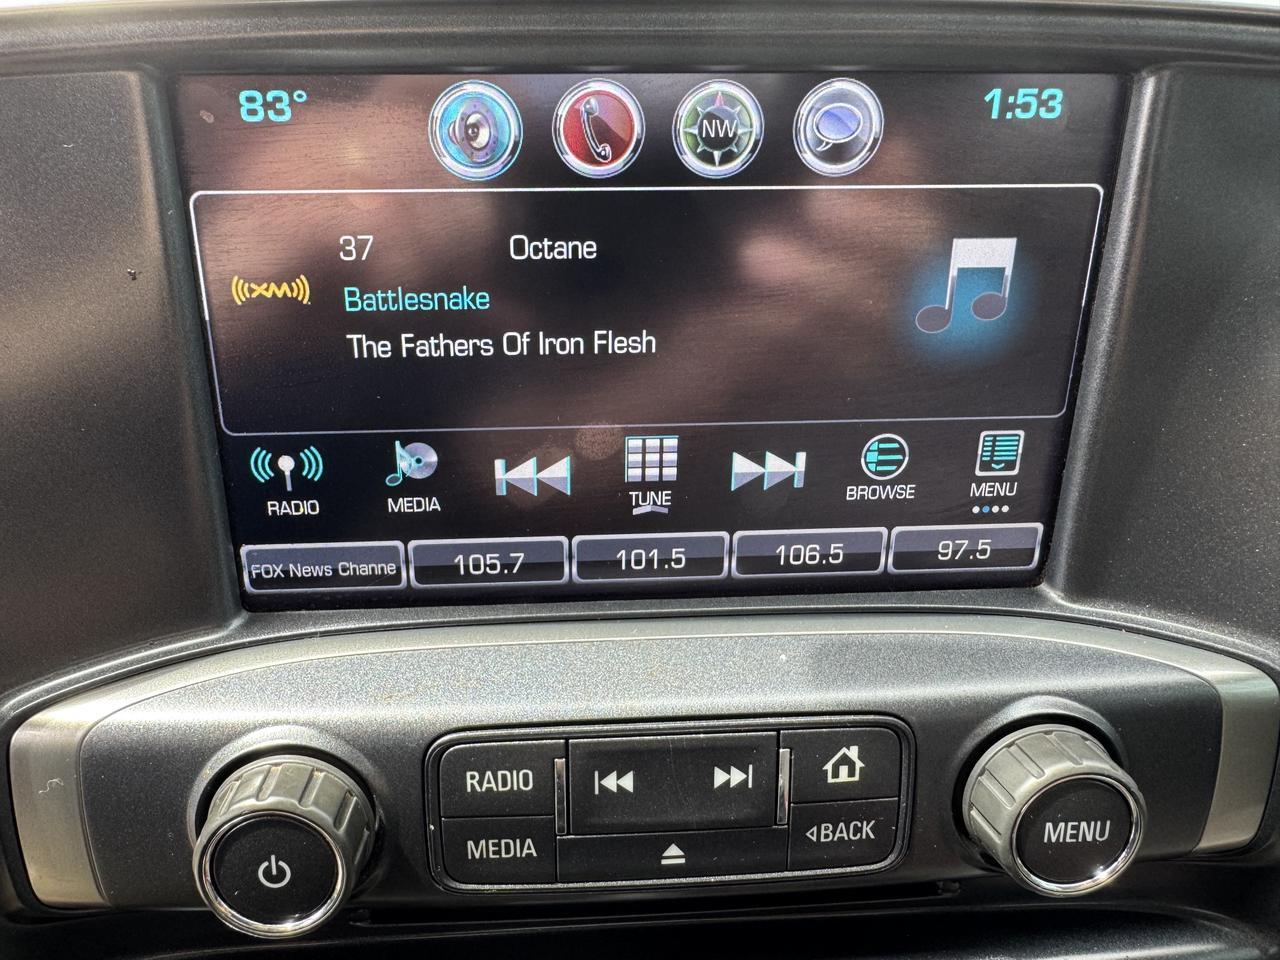 83°
NW
1:53
37 Octane
((XM))
Battlesnake
The Fathers Of Iron Flesh
RADIO
MEDIA
TUNE
BROWSE
MENU
FOX News Channe
105.7
101.5
106.5
97.5
RADIO
MEDIA
BACK
MENU